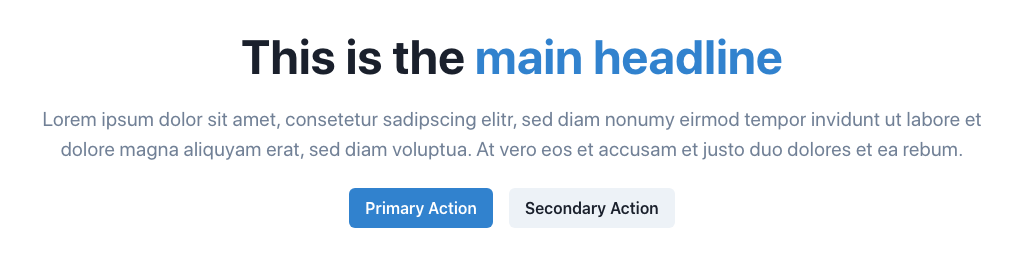 This is the main headline
Lorem ipsum dolor sit amet, consetetur sadipscing elitr, sed diam nonumy eirmod tempor invidunt ut labore et
dolore magna aliquyam erat, sed diam voluptua. At vero eos et accusam et justo duo dolores et ea rebum.
Primary Action Secondary Action